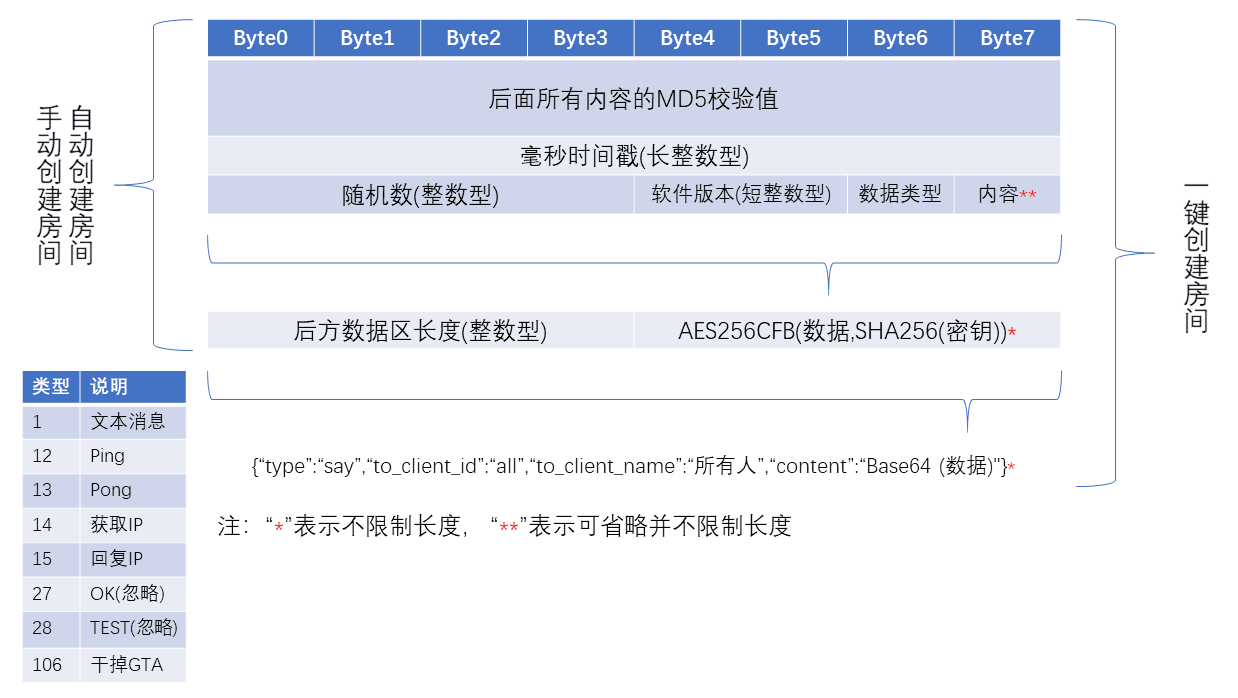 手动创建房间
自动创建房间
Byte0 Byte1 Byte2 Byte3 Byte4 Byte5 Byte6 Byte7
后面所有内容的MD5校验值
毫秒时间戳(长整数型)
随机数(整数型) 软件版本(短整数型) 数据类型 内容**
后方数据区长度(整数型) AES256CFB(数据,SHA256(密钥))*
{“type”:“say”,“to_client_id”:“all”,“to_client_name”:“所有人”,“content”:“Base64 (数据)"}*
注：“*”表示不限制长度，“**”表示可省略并不限制长度
一键创建房间
类型 说明
1 文本消息
12 Ping
13 Pong
14 获取IP
15 回复IP
27 OK(忽略)
28 TEST(忽略)
106 干掉GTA